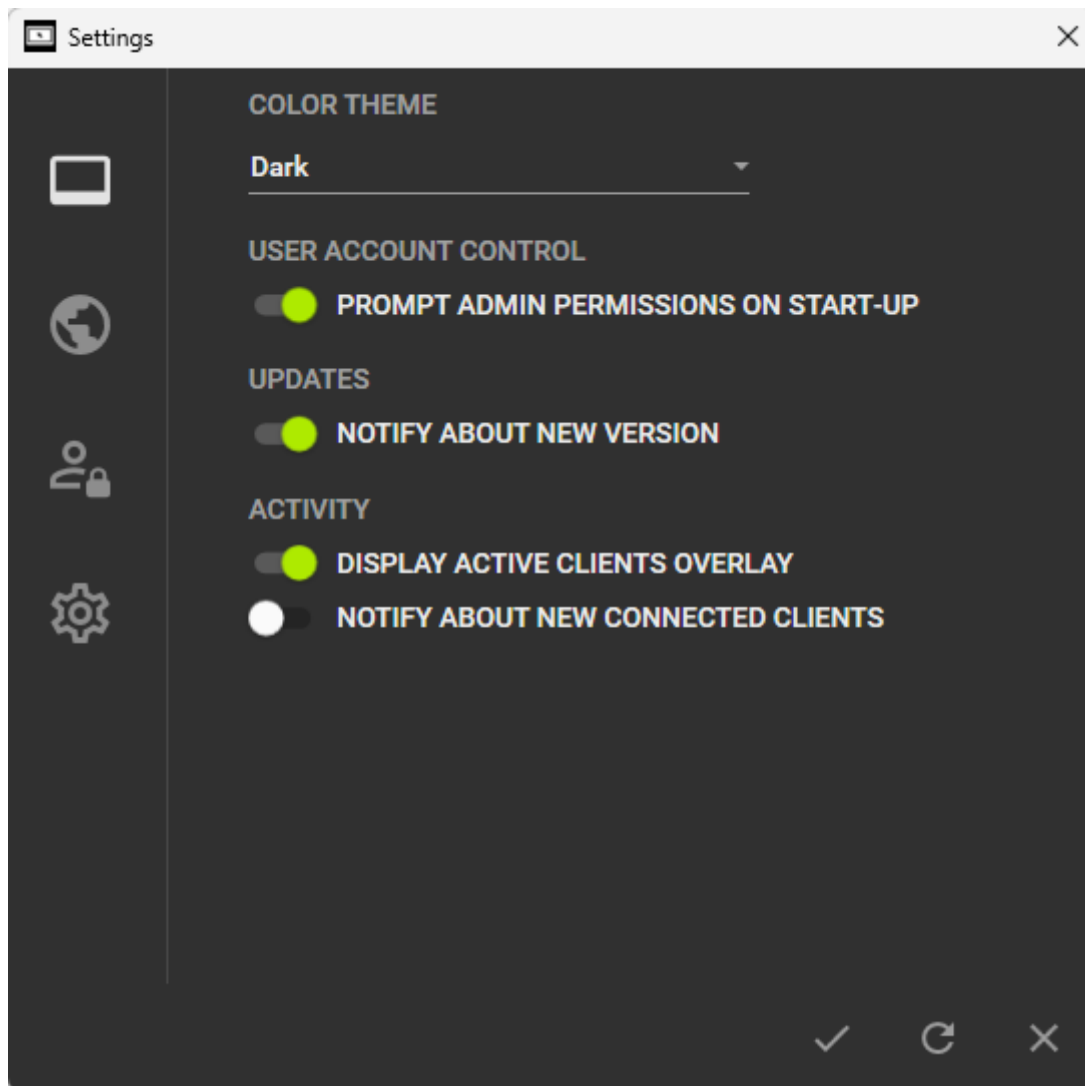 Settings
COLOR THEME
Dark
USER ACCOUNT CONTROL
PROMPT ADMIN PERMISSIONS ON START-UP
UPDATES
NOTIFY ABOUT NEW VERSION
ACTIVITY
DISPLAY ACTIVE CLIENTS OVERLAY
NOTIFY ABOUT NEW CONNECTED CLIENTS